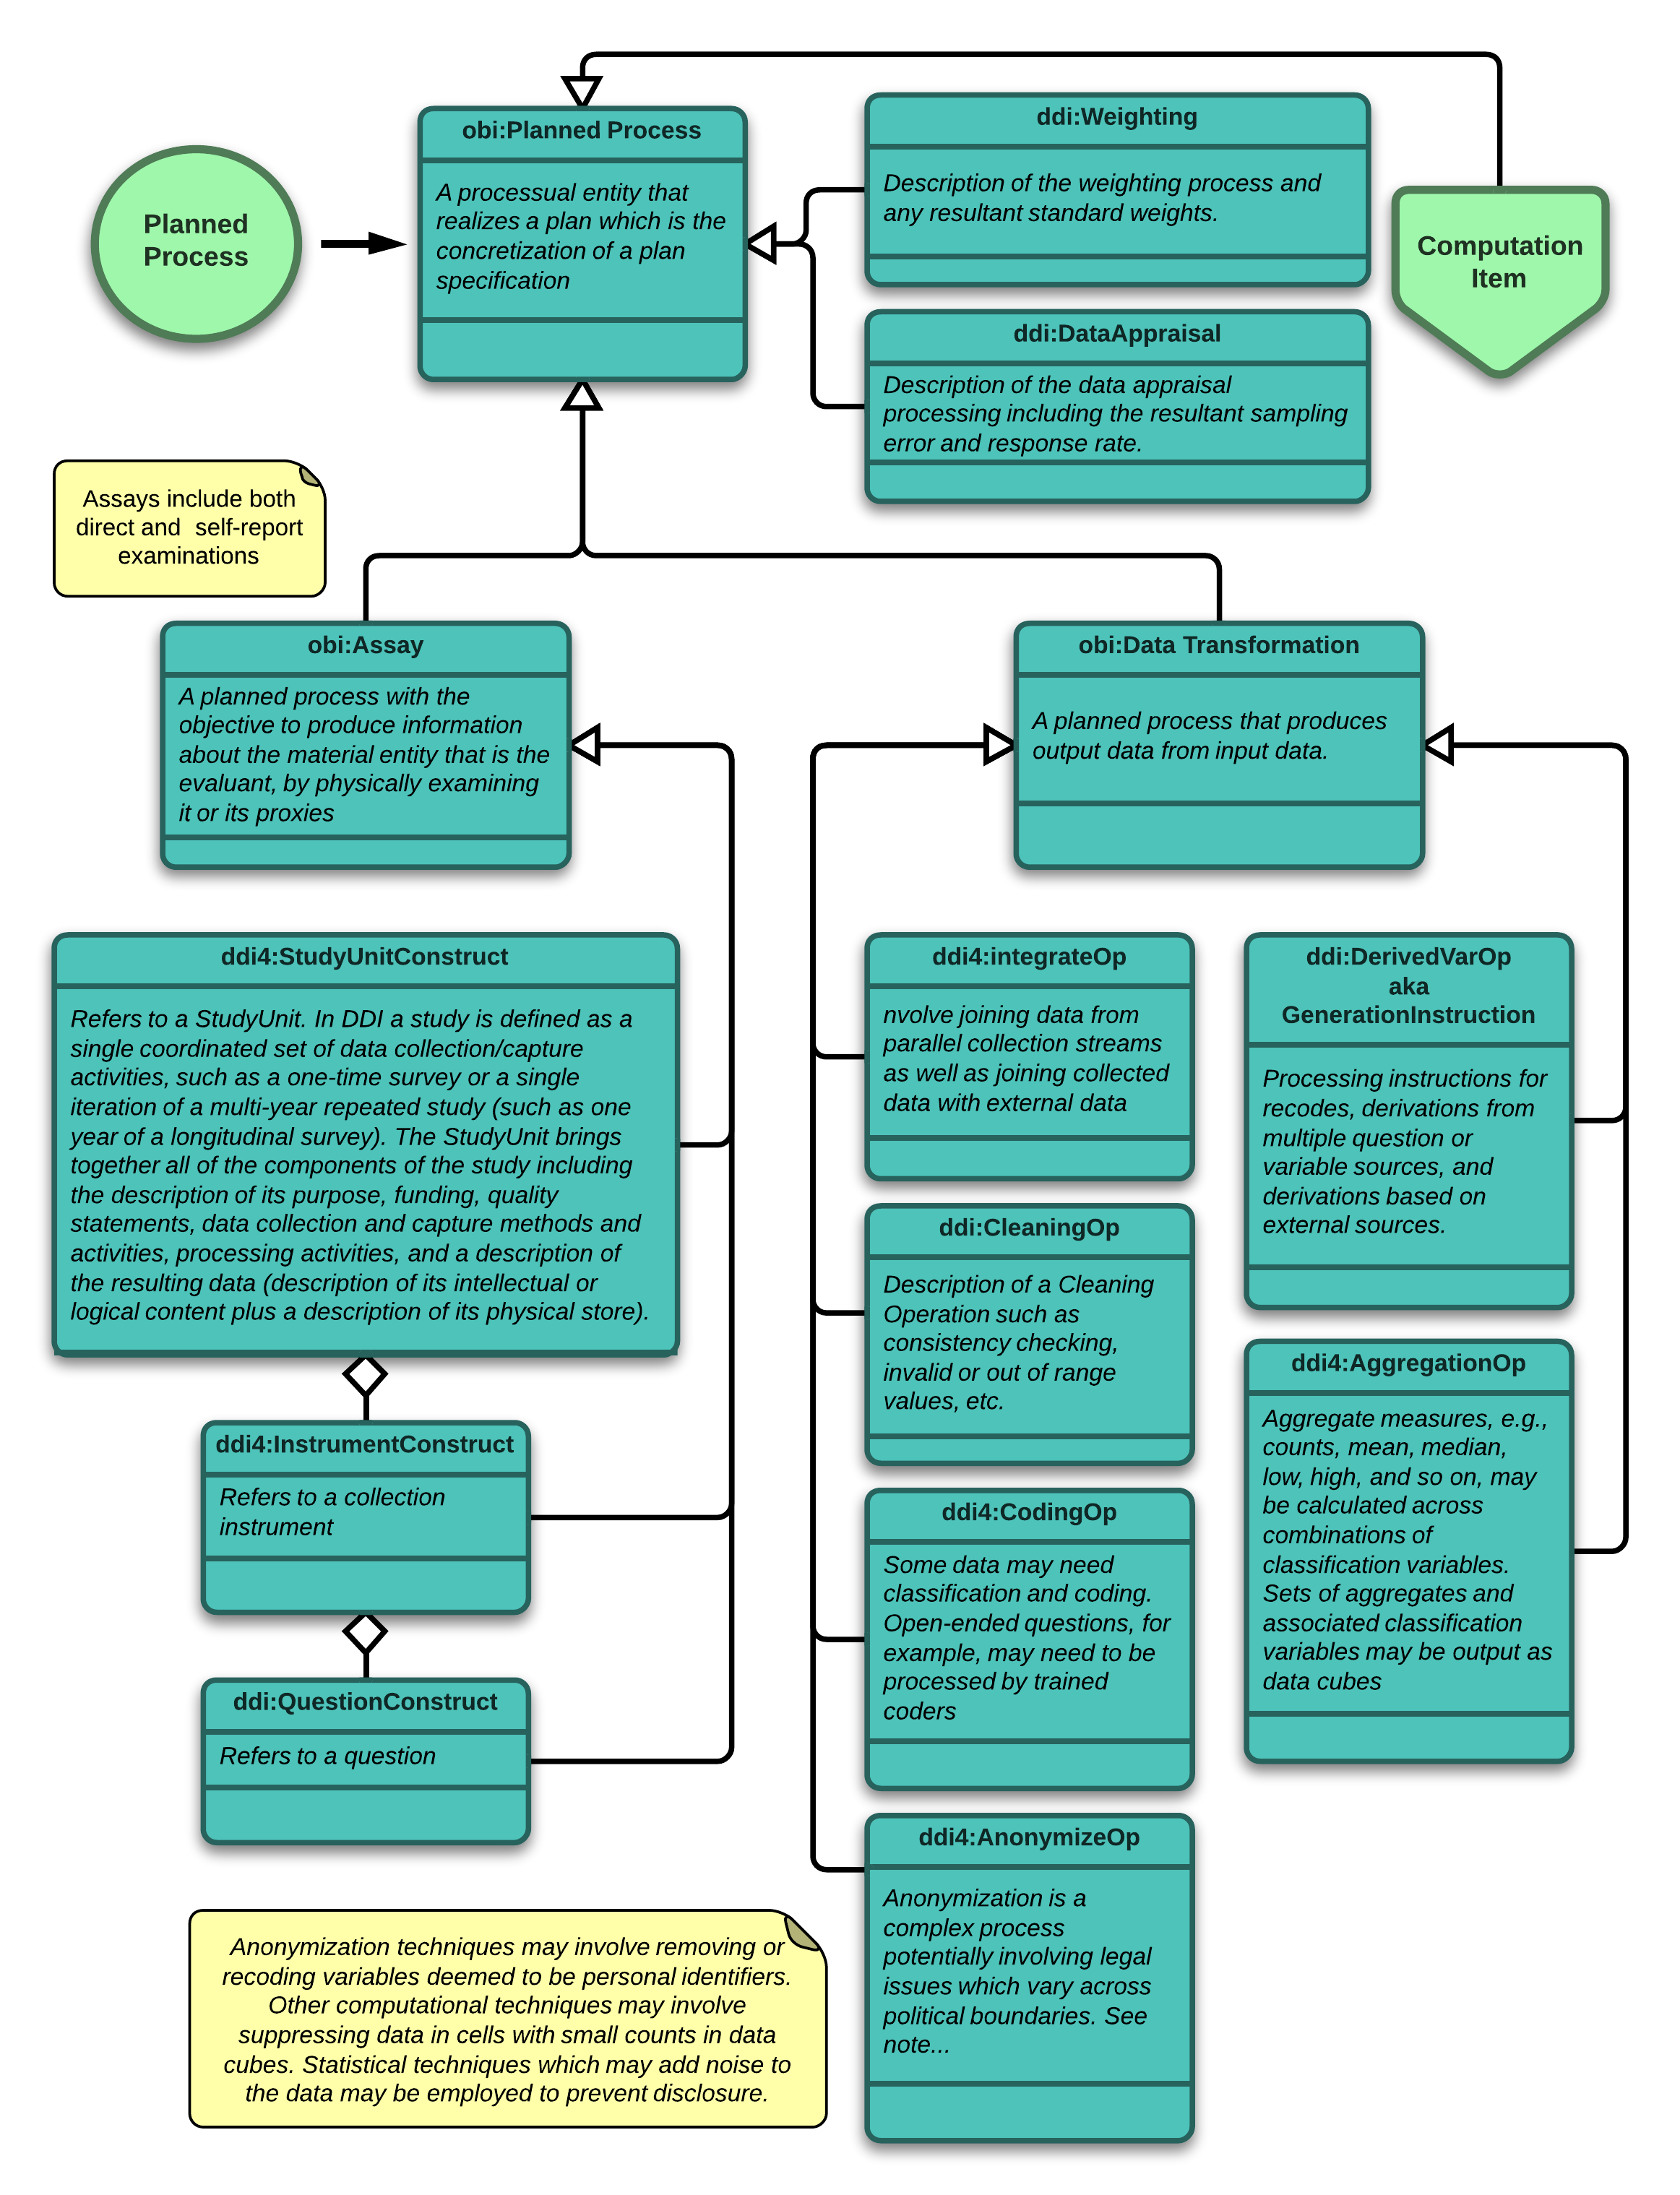 Planned
Process
obi:Planned Process
A processual entity that
realizes a plan which is the
concretization of a plan
specification
ddi:Weighting
Description of the weighting process and
any resultant standard weights.
Computation
Item
ddi:DataAppraisal
Description of the data appraisal
processing including the resultant sampling
error and response rate.
Assays include both
direct and  self-report
examinations
obi:Assay
A planned process with the
objective to produce information
about the material entity that is the
evaluant, by physically examining
it or its proxies
obi:Data Transformation
A planned process that produces
output data from input data.
ddi4:StudyUnitConstruct
Refers to a StudyUnit. In DDI a study is defined as a
single coordinated set of data collection/capture
activities, such as a one-time survey or a single
iteration of a multi-year repeated study (such as one
year of a longitudinal survey). The StudyUnit brings
together all of the components of the study including
the description of its purpose, funding, quality
statements, data collection and capture methods and
activities, processing activities, and a description of
the resulting data (description of its intellectual or
logical content plus a description of its physical store).
ddi4:InstrumentConstruct
Refers to a collection
instrument
ddi:QuestionConstruct
Refers to a question
ddi4:integrateOp
nvolve joining data from
parallel collection streams
as well as joining collected
data with external data
ddi:CleaningOp
Description of a Cleaning
Operation such as
consistency checking,
invalid or out of range
values, etc.
ddi4:CodingOp
Some data may need
classification and coding.
Open-ended questions, for
example, may need to be
processed by trained
coders
ddi4:AnonymizeOp
Anonymization is a
complex process
potentially involving legal
issues which vary across
political boundaries. See
note...
ddi:DerivedVarOp
aka
GenerationInstruction
Processing instructions for
recodes, derivations from
multiple question or
variable sources, and
derivations based on
external sources.
ddi4:AggregationOp
Aggregate measures, e.g.,
counts, mean, median,
low, high, and so on, may
be calculated across
combinations of
classification variables.
Sets of aggregates and
associated classification
variables may be output as
data cubes
Anonymization techniques may involve removing or
recoding variables deemed to be personal identifiers.
Other computational techniques may involve
suppressing data in cells with small counts in data
cubes. Statistical techniques which may add noise to
the data may be employed to prevent disclosure.